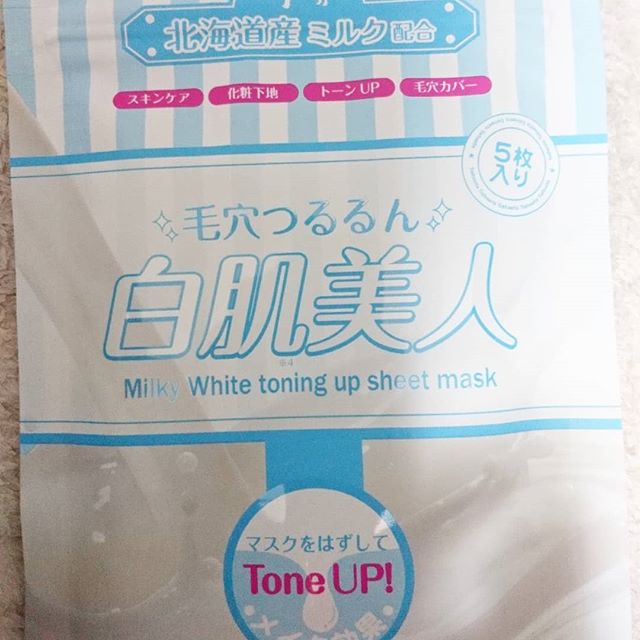 北海道産ミルク配合
スキンケア
化粧下地
トーンUP
毛穴カバー
5枚
入り
毛穴つるるん
白肌美人
※4
Milky White toning up sheet mask
マスクをはずして
Tone UP!